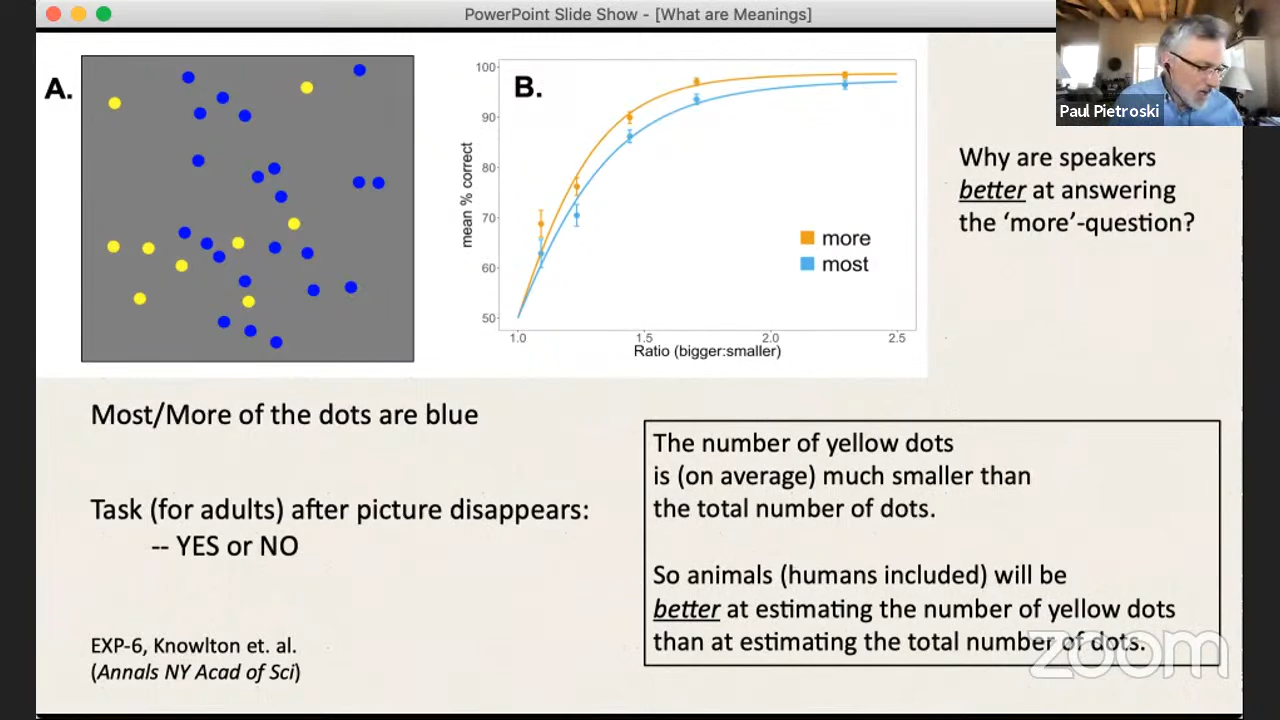 PowerPoint Slide Show - [What are Meanings]
Paul Pietroski
A.
B.
100
90
80
70
60
50
mean % correct
more
most
1.0
1.5
2.0
2.5
Ratio (bigger:smaller)
Why are speakers
better at answering
the ‘more’-question?
Most/More of the dots are blue
Task (for adults) after picture disappears:
-- YES or NO
EXP-6, Knowlton et. al.
(Annals NY Acad of Sci)
The number of yellow dots
is (on average) much smaller than
the total number of dots.
So animals (humans included) will be
better at estimating the number of yellow dots
than at estimating the total number of dots.
zoom